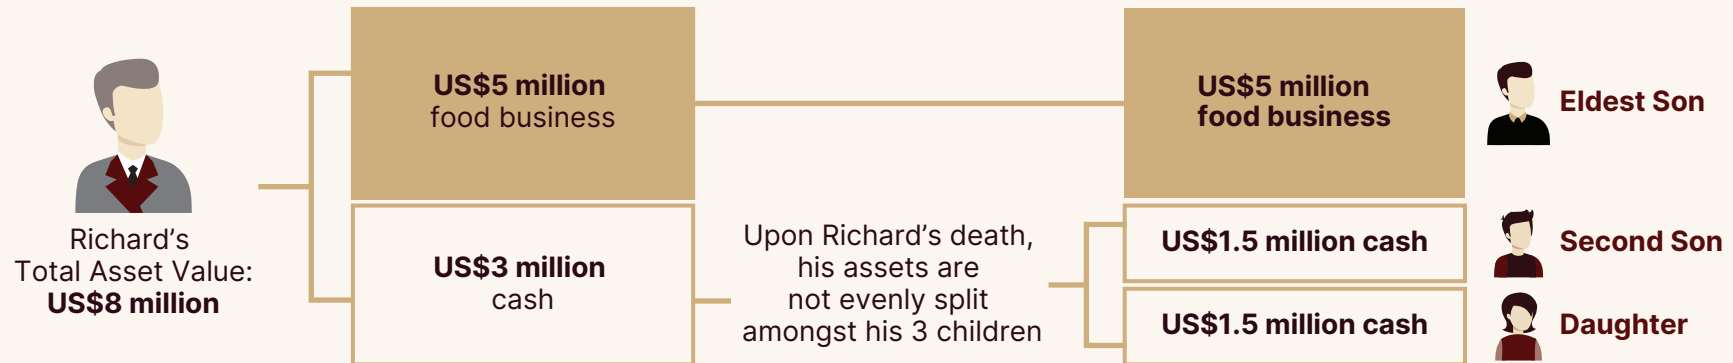 Richard’s
Total Asset Value:
US$8 million
US$5 million
food business
US$3 million
cash
Upon Richard’s death,
his assets are
not evenly split
amongst his 3 children
US$5 million
food business
Eldest Son
US$1.5 million cash
Second Son
US$1.5 million cash
Daughter